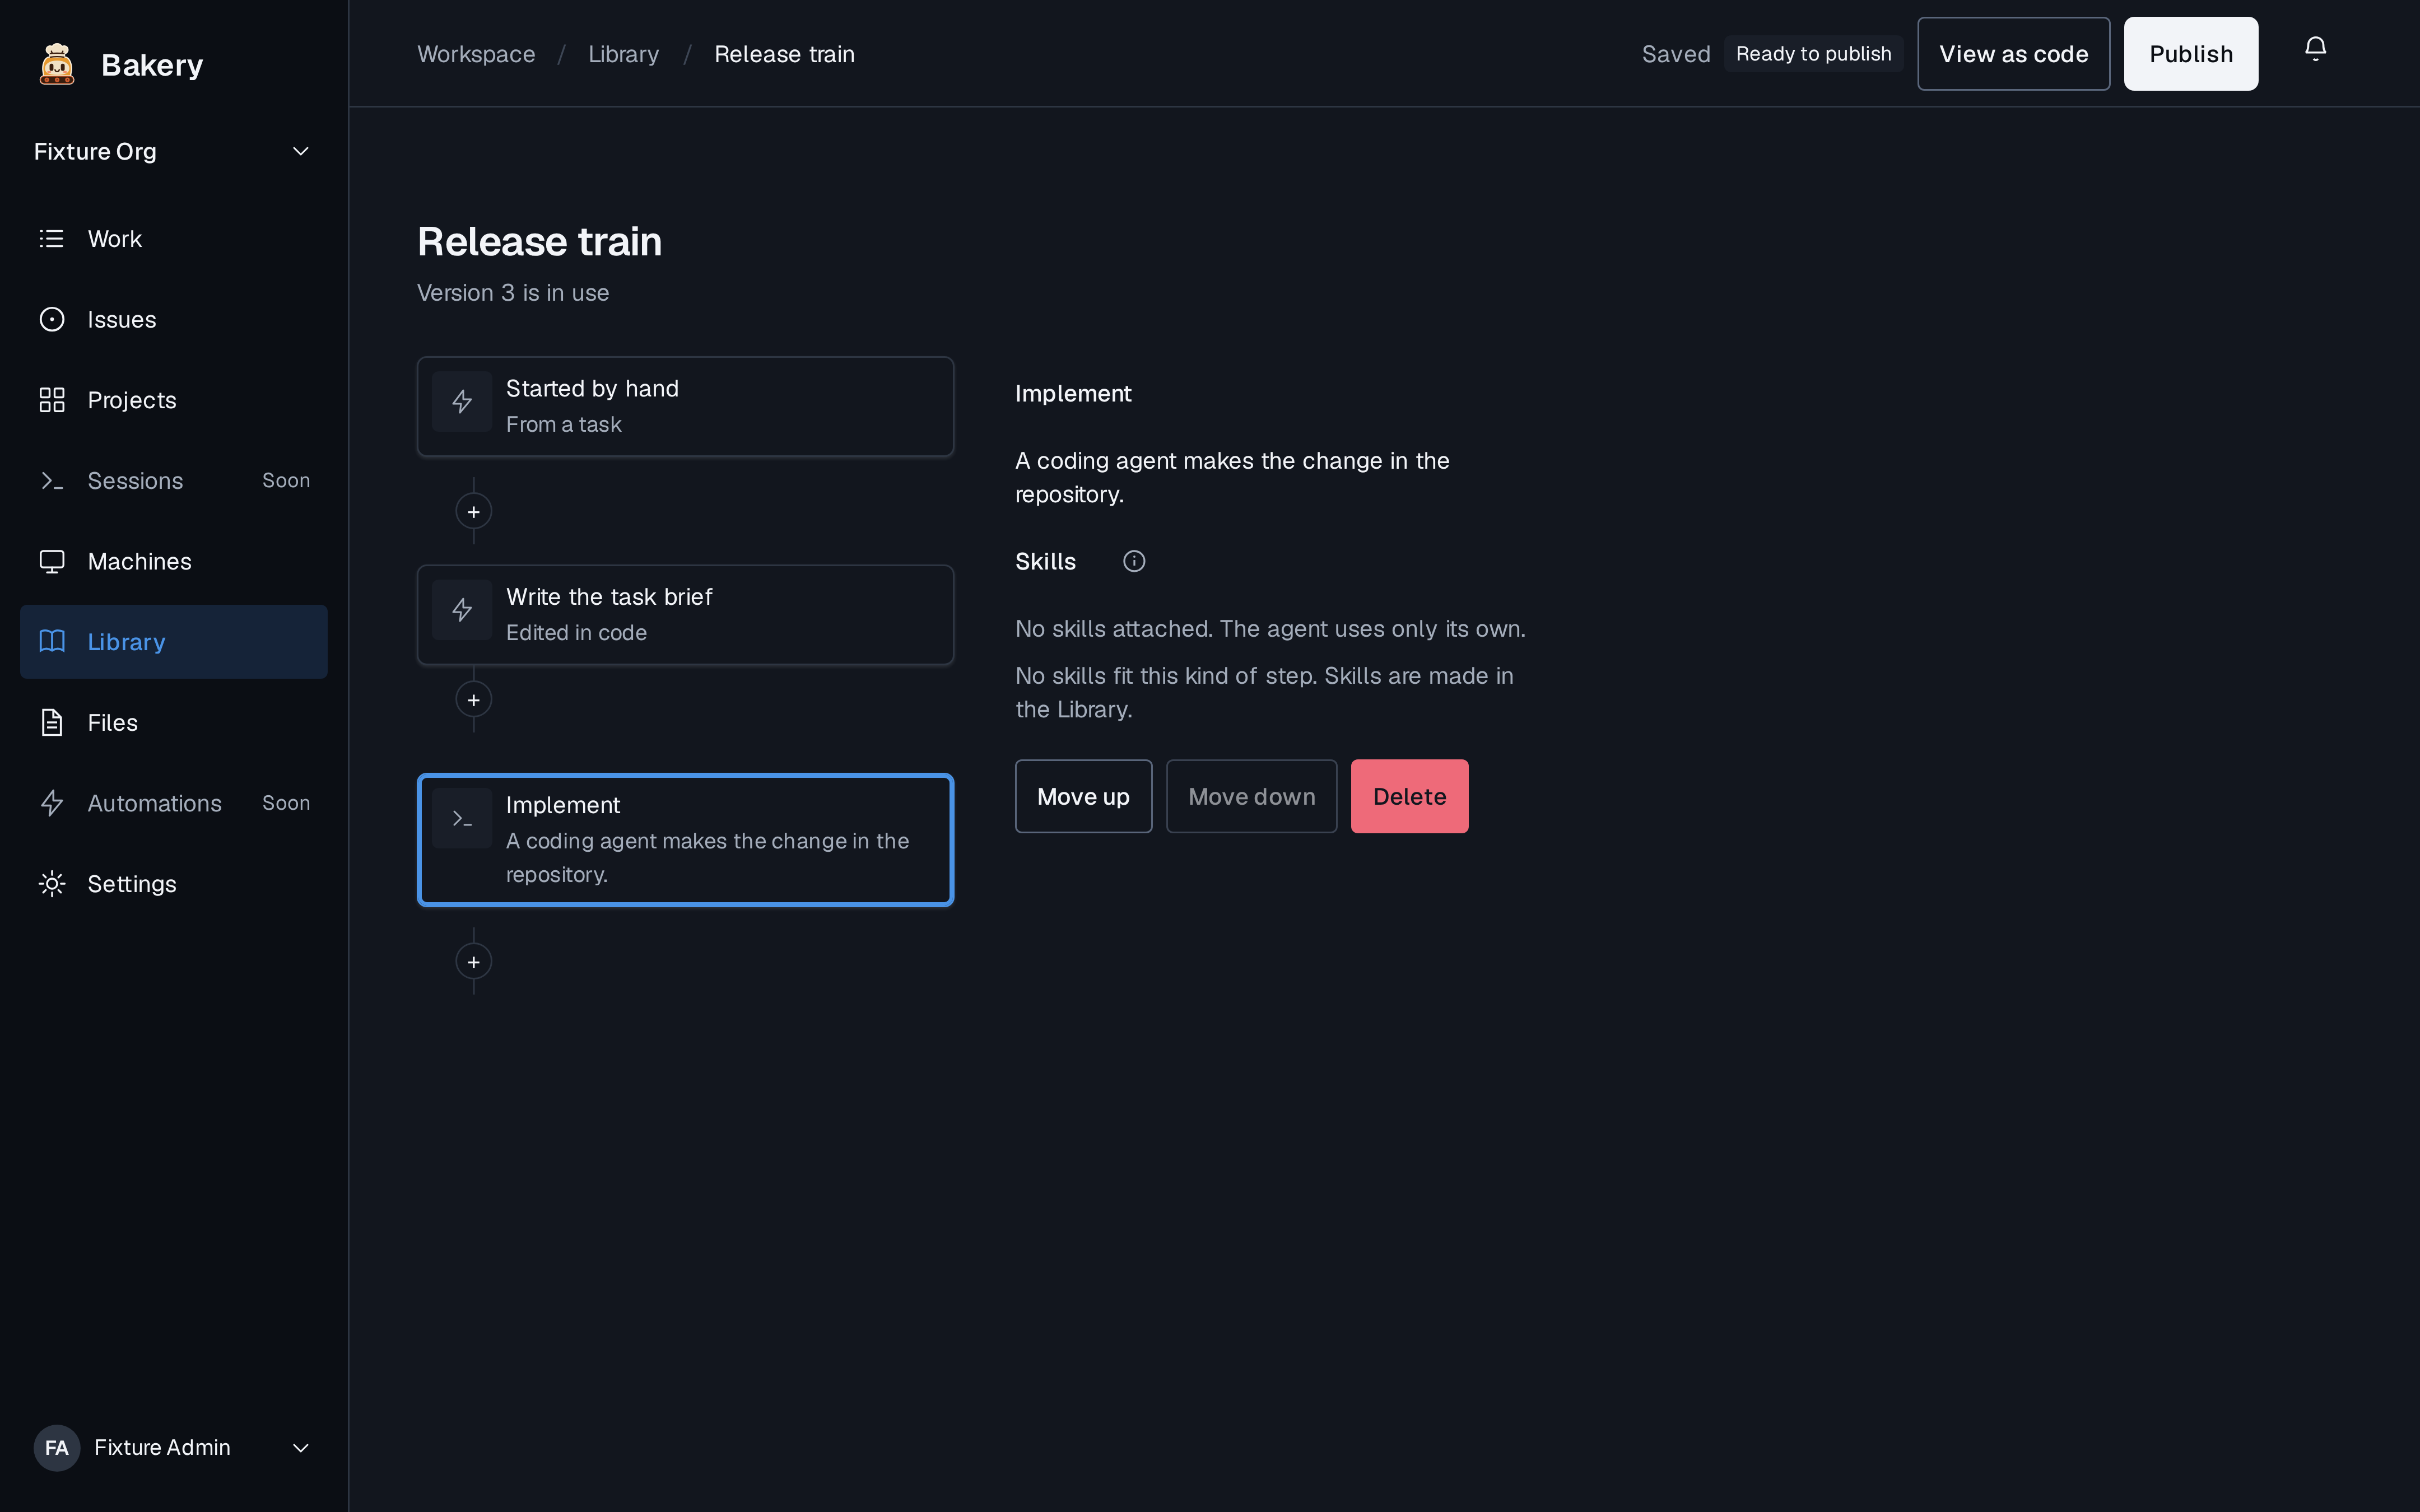 Bakery
Fixture Org
Work
Issues
Projects
Sessions Soon
Machines
Library
Files
Automations Soon
Settings
FA Fixture Admin
Workspace / Library / Release train
Saved Ready to publish View as code Publish
Release train
Version 3 is in use
Started by hand
From a task
+
Write the task brief
Edited in code
+
Implement
A coding agent makes the change in the
repository.
+
Implement
A coding agent makes the change in the
repository.
Skills
No skills attached. The agent uses only its own.
No skills fit this kind of step. Skills are made in
the Library.
Move up Move down Delete